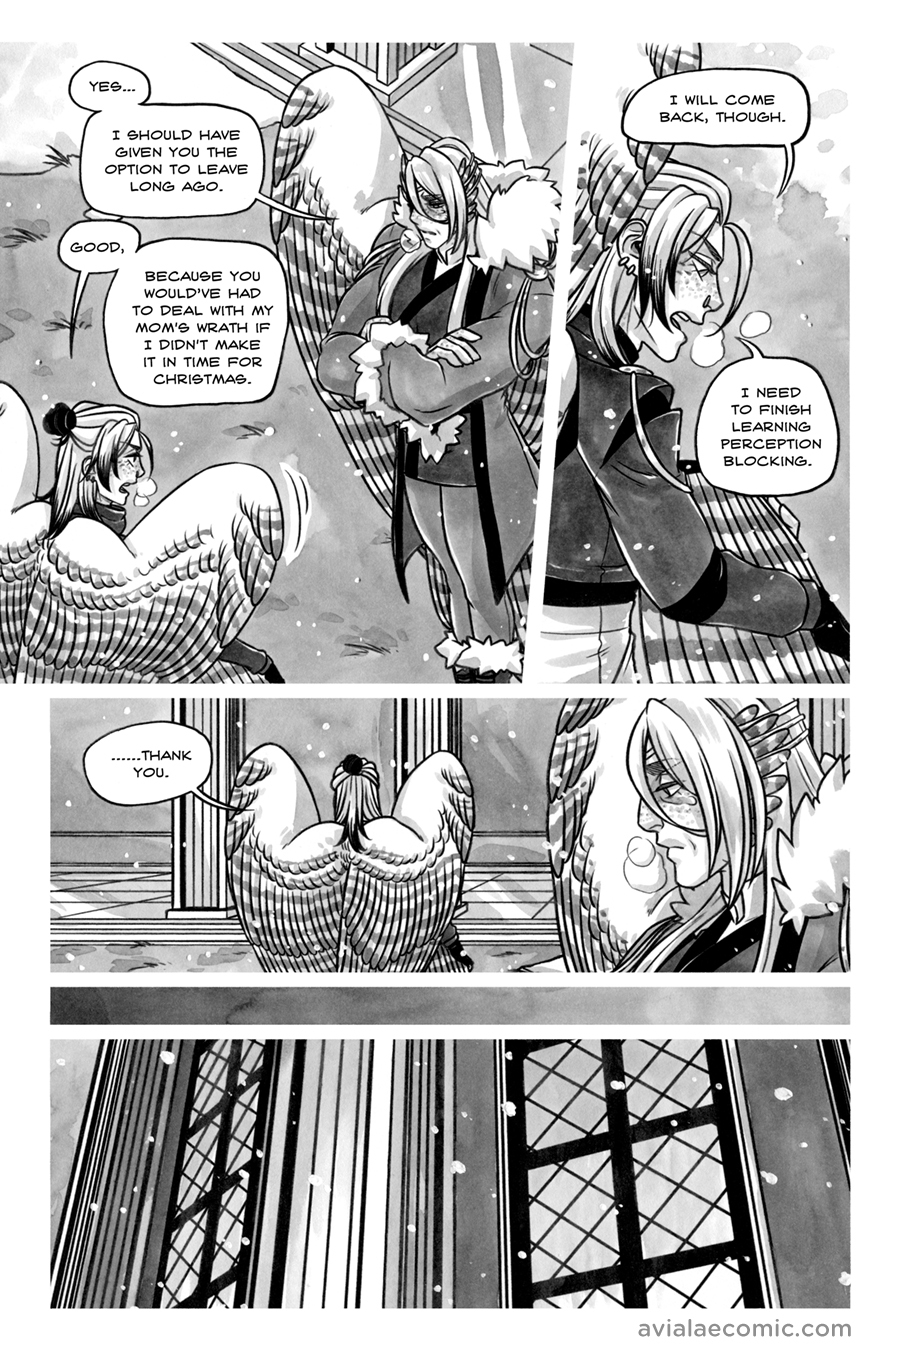 YES...
I SHOULD HAVE
GIVEN YOU THE
OPTION TO LEAVE
LONG AGO.
GOOD,
BECAUSE YOU
WOULD'VE HAD
TO DEAL WITH MY
MOM'S WRATH IF
I DIDN'T MAKE
IT IN TIME FOR
CHRISTMAS.
I WILL COME
BACK, THOUGH.
I NEED
TO FINISH
LEARNING
PERCEPTION
BLOCKING.
......THANK
YOU.
avialaecomic.com